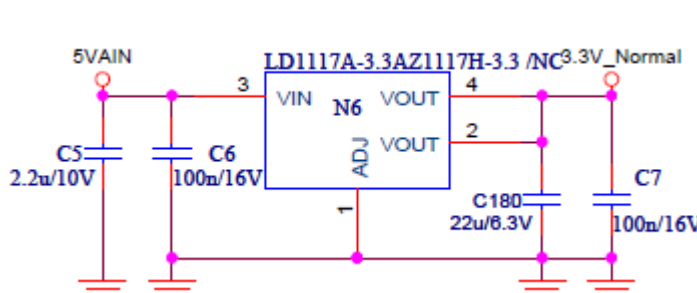 5VAIN
LD1117A-3.3AZ1117H-3.3 /NC
3.3V_Normal
3
4
VIN
N6
VOUT
2
VOUT
ADJ
1
C5
2.2u/10V
C6
100n/16V
C180
22u/6.3V
C7
100n/16V